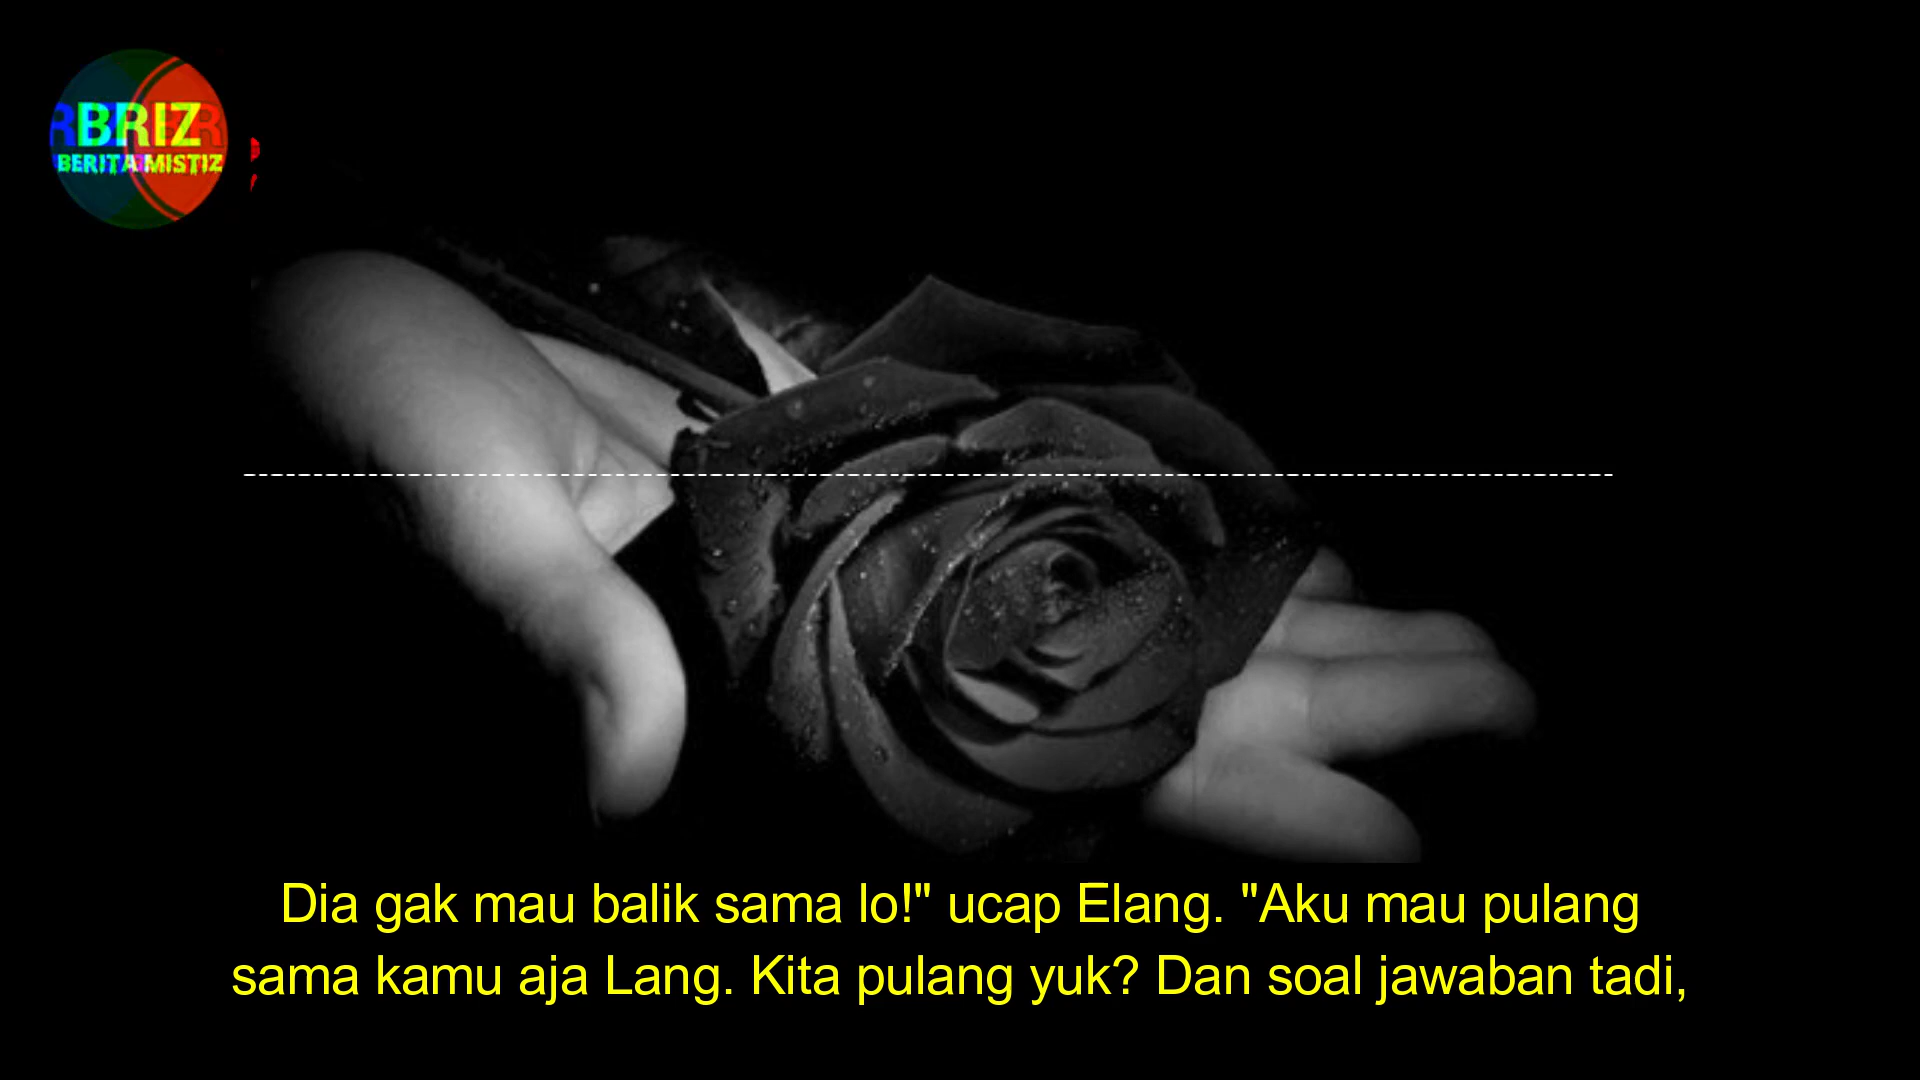 BRIZ
BERITA MISTIZ
Dia gak mau balik sama lo!" ucap Elang. "Aku mau pulang
sama kamu aja Lang. Kita pulang yuk? Dan soal jawaban tadi,